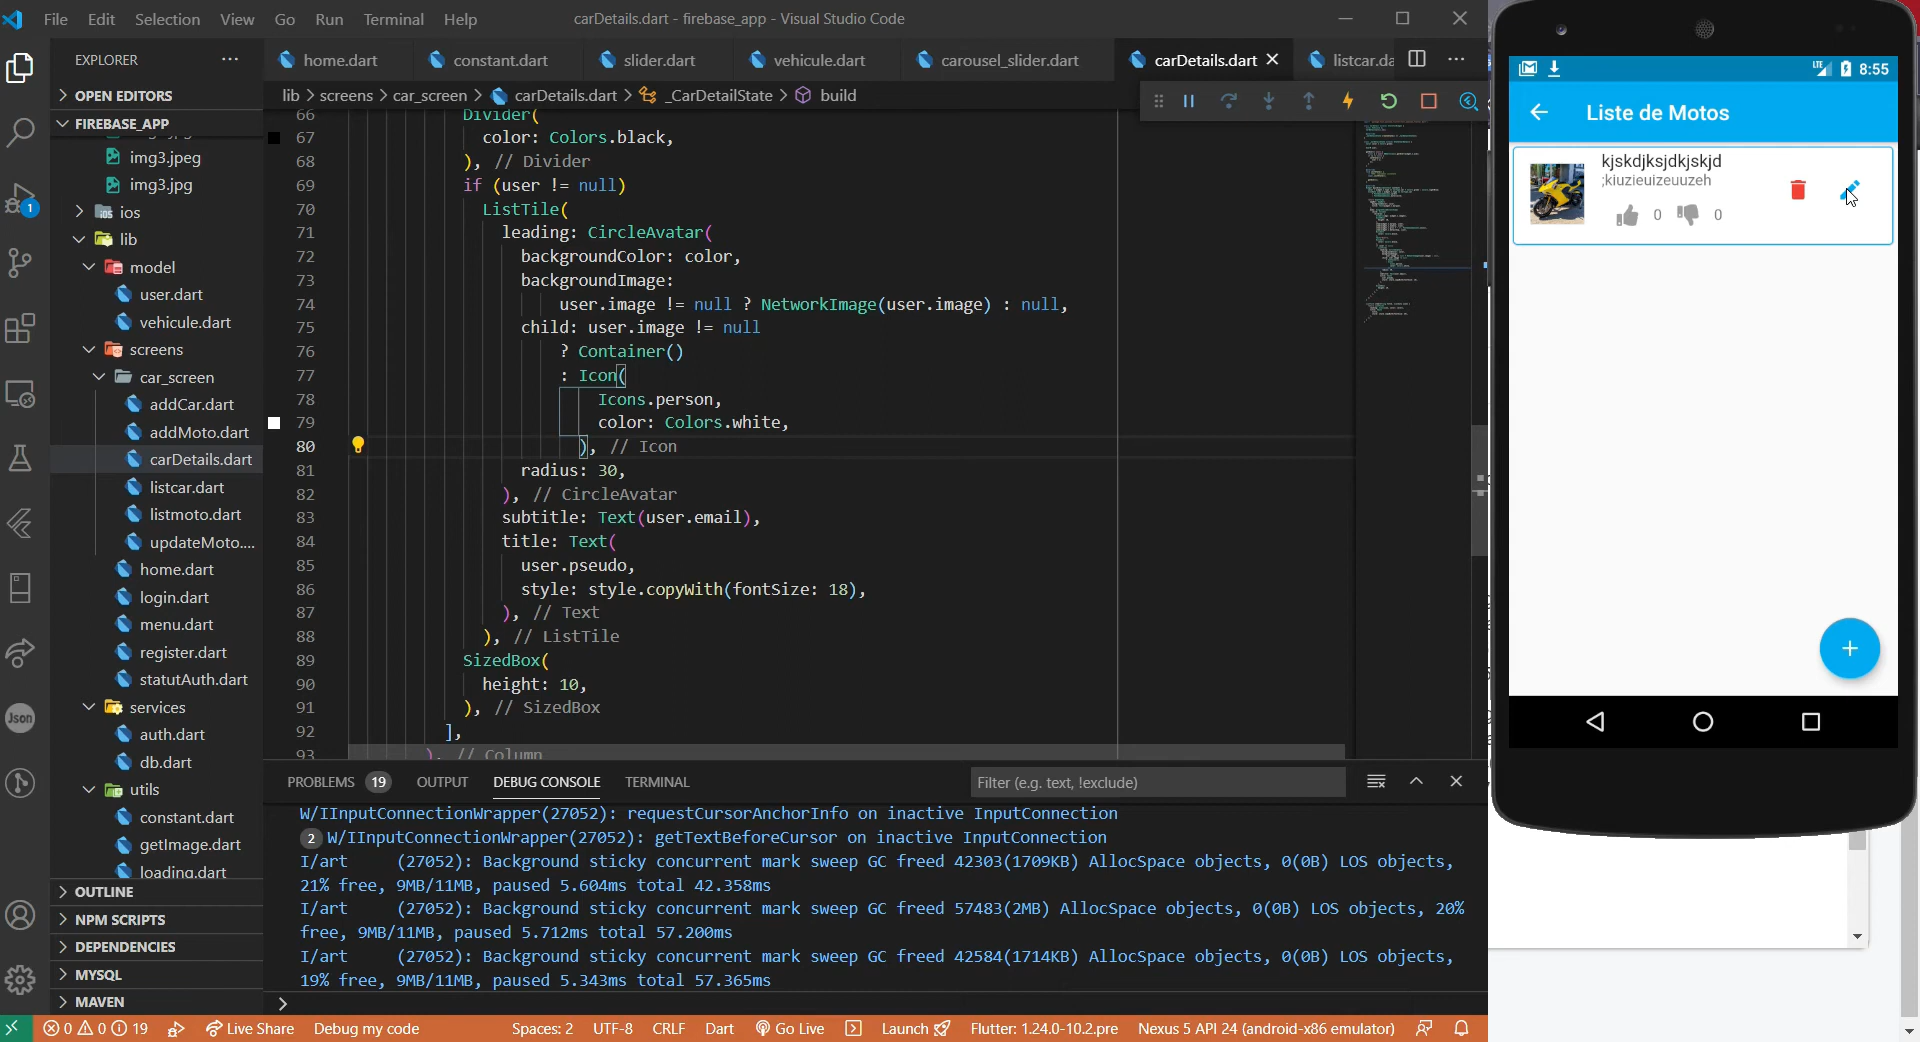 File Edit Selection View Go Run Terminal Help
carDetails.dart - firebase_app - Visual Studio Code
EXPLORER
home.dart
constant.dart
slider.dart
vehicule.dart
carousel_slider.dart
carDetails.dart
listcar.da
OPEN EDITORS
FIREBASE_APP
img3.jpeg
img3.jpg
ios
lib
model
user.dart
vehicule.dart
screens
car_screen
addCar.dart
addMoto.dart
carDetails.dart
listcar.dart
listmoto.dart
updateMoto....
home.dart
login.dart
menu.dart
register.dart
statutAuth.dart
services
auth.dart
db.dart
utils
constant.dart
getImage.dart
loading.dart
OUTLINE
NPM SCRIPTS
DEPENDENCIES
MYSQL
MAVEN
1
Json
lib > screens > car_screen > carDetails.dart > _CarDetailState > build
66 Divider(
67 color: Colors.black,
68 ), // Divider
69 if (user != null)
70 ListTile(
71 leading: CircleAvatar(
72 backgroundColor: color,
73 backgroundImage:
74 user.image != null ? NetworkImage(user.image) : null,
75 child: user.image != null
76 ? Container()
77 : Icon(
78 Icons.person,
79 color: Colors.white,
80 ), // Icon
81 radius: 30,
82 ), // CircleAvatar
83 subtitle: Text(user.email),
84 title: Text(
85 user.pseudo,
86 style: style.copyWith(fontSize: 18),
87 ), // Text
88 ), // ListTile
89 SizedBox(
90 height: 10,
91 ), // SizedBox
92 ],
93 ), // Column
PROBLEMS 19 OUTPUT DEBUG CONSOLE TERMINAL
Filter (e.g. text, !exclude)
W/IInputConnectionWrapper(27052): requestCursorAnchorInfo on inactive InputConnection
2 W/IInputConnectionWrapper(27052): getTextBeforeCursor on inactive InputConnection
I/art (27052): Background sticky concurrent mark sweep GC freed 42303(1709KB) AllocSpace objects, 0(0B) LOS objects,
21% free, 9MB/11MB, paused 5.604ms total 42.358ms
I/art (27052): Background sticky concurrent mark sweep GC freed 57483(2MB) AllocSpace objects, 0(0B) LOS objects, 20%
free, 9MB/11MB, paused 5.712ms total 57.200ms
I/art (27052): Background sticky concurrent mark sweep GC freed 42584(1714KB) AllocSpace objects, 0(0B) LOS objects,
19% free, 9MB/11MB, paused 5.343ms total 57.365ms
0 0 19 Live Share Debug my code
Spaces: 2 UTF-8 CRLF Dart Go Live Launch Flutter: 1.24.0-10.2.pre Nexus 5 API 24 (android-x86 emulator)
LTE 8:55
Liste de Motos
kjskdjksjdkjskjd
;kiuzieuizeuuzeh
0 0